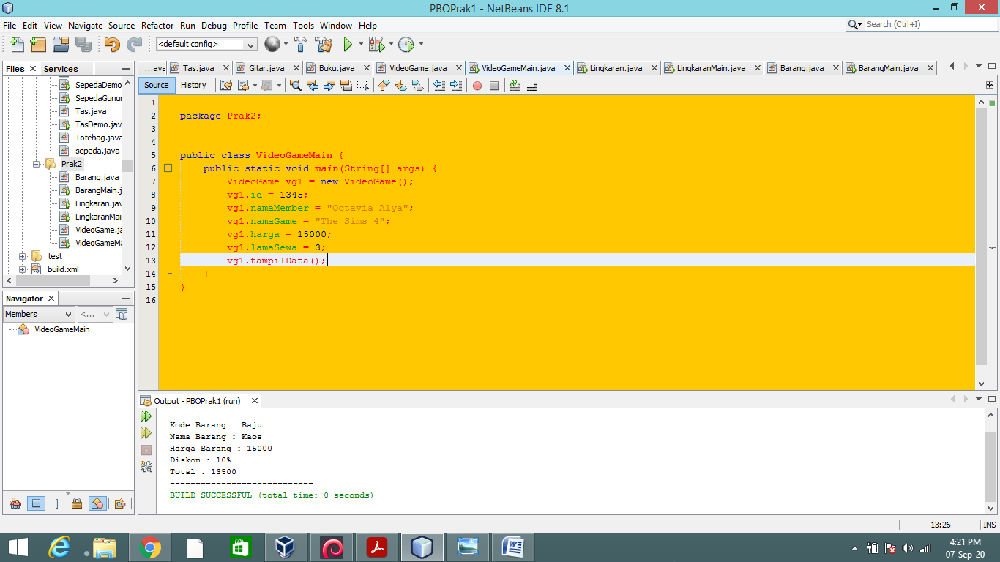 PBOPrak1 - NetBeans IDE 8.1
File Edit View Navigate Source Refactor Run Debug Profile Team Tools Window Help
Search (Ctrl+I)
<default config>
Files Services
...ava Tas.java Gitar.java Buku.java VideoGame.java VideoGameMain.java Lingkaran.java LingkaranMain.java Barang.java BarangMain.java
Source History
SepedaDemo
SepedaGunu
Tas.java
TasDemo.java
Totebag.java
sepeda.java
Prak2
Barang.java
BarangMain.j
Lingkaran.jav
LingkaranMai
VideoGame.ja
VideoGameMa
test
build.xml
Navigator
Members <...
VideoGameMain
1
2 package Prak2;
3
4
5 public class VideoGameMain {
6 public static void main(String[] args) {
7 VideoGame vg1 = new VideoGame();
8 vg1.id = 1345;
9 vg1.namaMember = "Octavia Alya";
10 vg1.namaGame = "The Sims 4";
11 vg1.harga = 15000;
12 vg1.lamaSewa = 3;
13 vg1.tampilData();
14 }
15 }
16
Output - PBOPrak1 (run)
---------------------------
Kode Barang : Baju
Nama Barang : Kaos
Harga Barang : 15000
Diskon : 10%
Total : 13500
----------------------------
BUILD SUCCESSFUL (total time: 0 seconds)
13:26 INS
4:21 PM
07-Sep-20